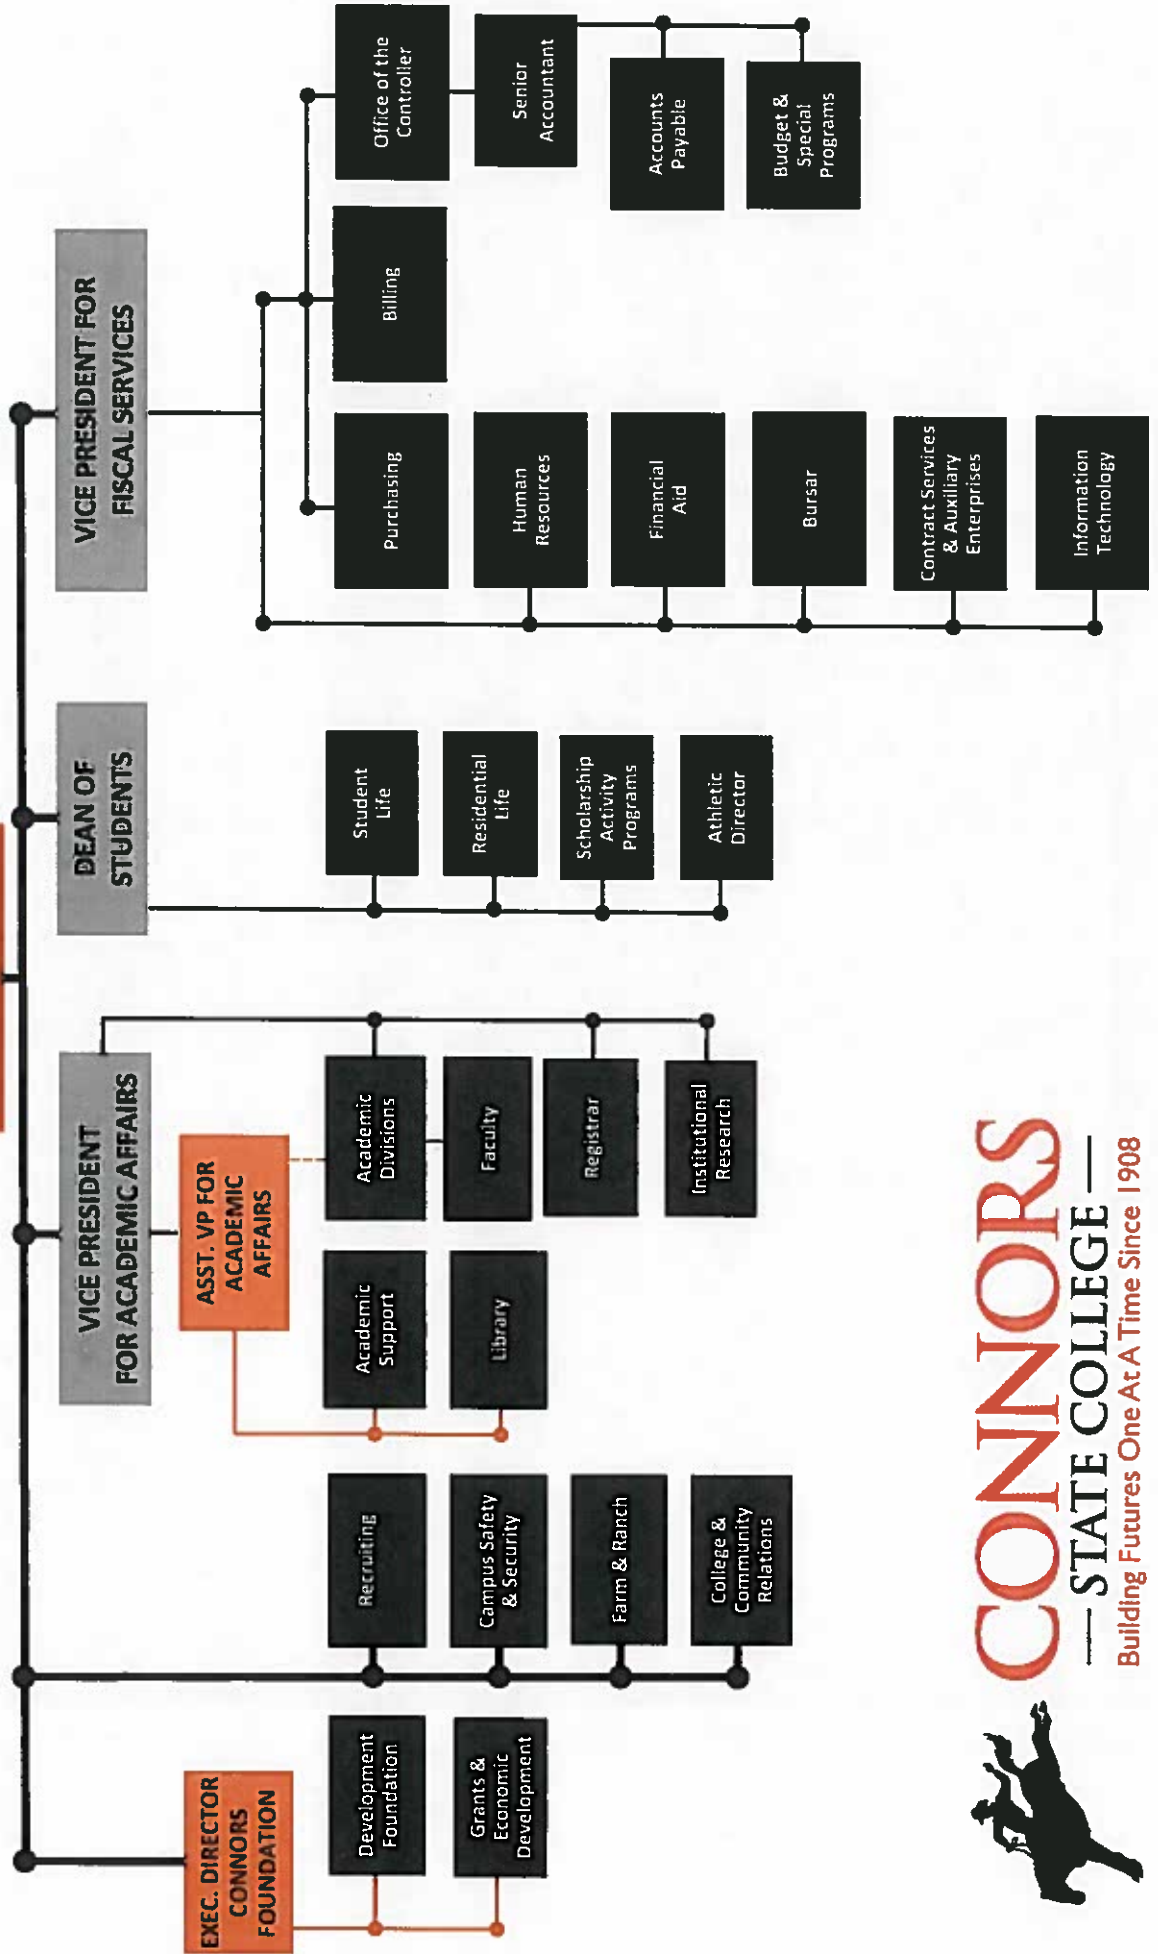 EXEC. DIRECTOR
CONNORS
FOUNDATION
Development
Foundation
Grants &
Economic
Development
Recruiting
Campus Safety
& Security
Farm & Ranch
College &
Community
Relations
VICE PRESIDENT
FOR ACADEMIC AFFAIRS
ASST. VP FOR
ACADEMIC
AFFAIRS
Academic
Support
Library
Academic
Divisions
Faculty
Registrar
Institutional
Research
DEAN OF
STUDENTS
Student
Life
Residential
Life
Scholarship
Activity
Programs
Athletic
Director
VICE PRESIDENT FOR
FISCAL SERVICES
Purchasing
Human
Resources
Financial
Aid
Bursar
Contract Services
& Auxiliary
Enterprises
Information
Technology
Billing
Office of the
Controller
Senior
Accountant
Accounts
Payable
Budget &
Special
Programs
CONNORS
STATE COLLEGE
Building Futures One At A Time Since 1908